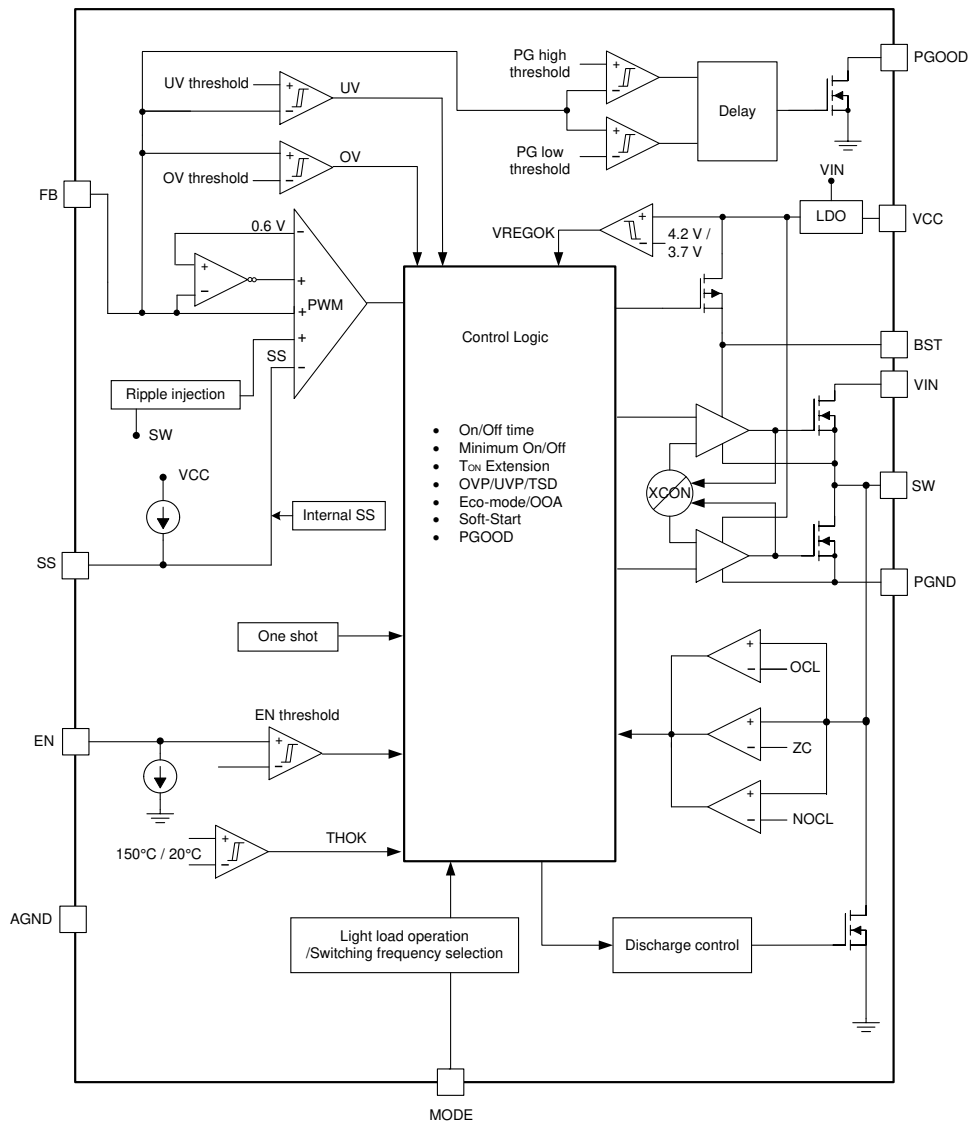 PG high
threshold
PGOOD
UV threshold
+
−
UV
+
−
Delay
OV threshold
+
−
OV
+
−
PG low
threshold
VIN
FB
LDO
VCC
0.6 V
−
+
−
+
PWM
+
+
SS
−
VREGOK
+
−
4.2 V /
3.7 V
Control Logic
BST
VIN
Ripple injection
SW
• On/Off time
• Minimum On/Off
• TON Extension
• OVP/UVP/TSD
• Eco-mode/OOA
• Soft-Start
• PGOOD
VCC
XCON
SW
Internal SS
SS
PGND
One shot
+
−
OCL
EN threshold
EN
+
−
+
−
ZC
+
−
NOCL
THOK
150°C / 20°C
+
−
AGND
Light load operation
/Switching frequency selection
Discharge control
MODE